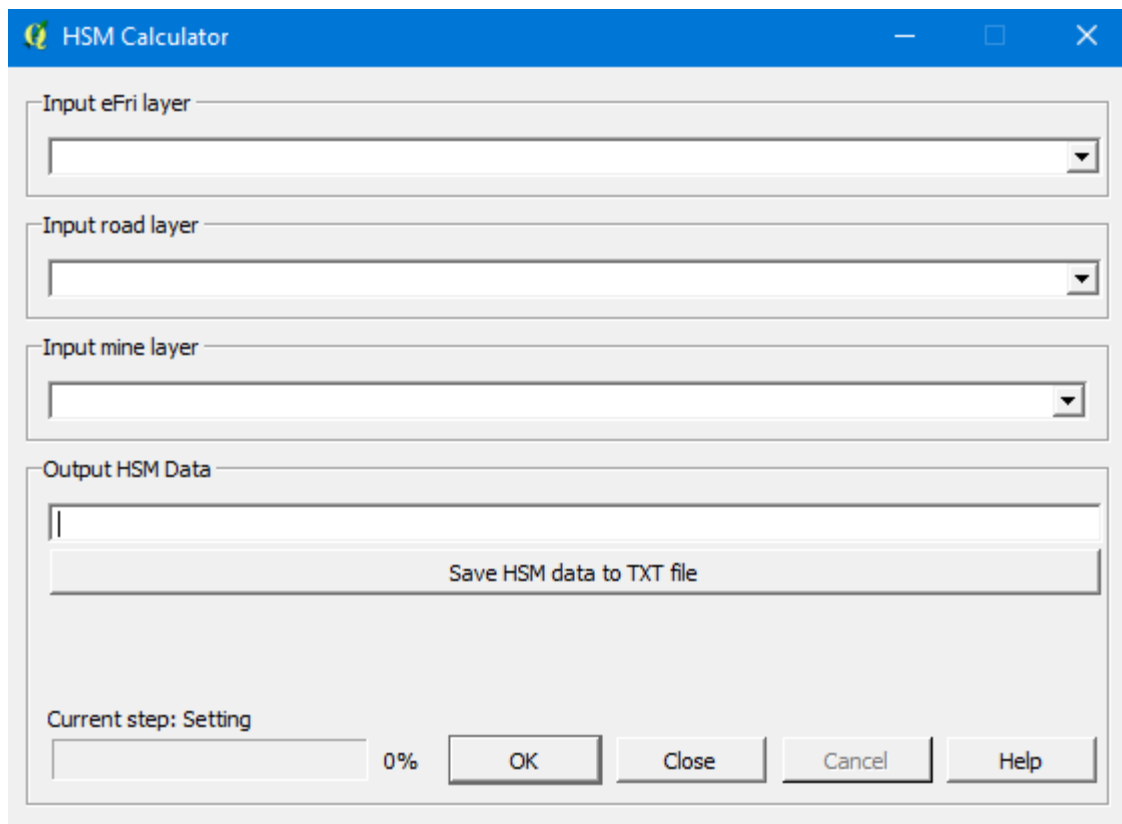 HSM Calculator
Input eFri layer
Input road layer
Input mine layer
Output HSM Data
Save HSM data to TXT file
Current step: Setting
0% OK Close Cancel Help